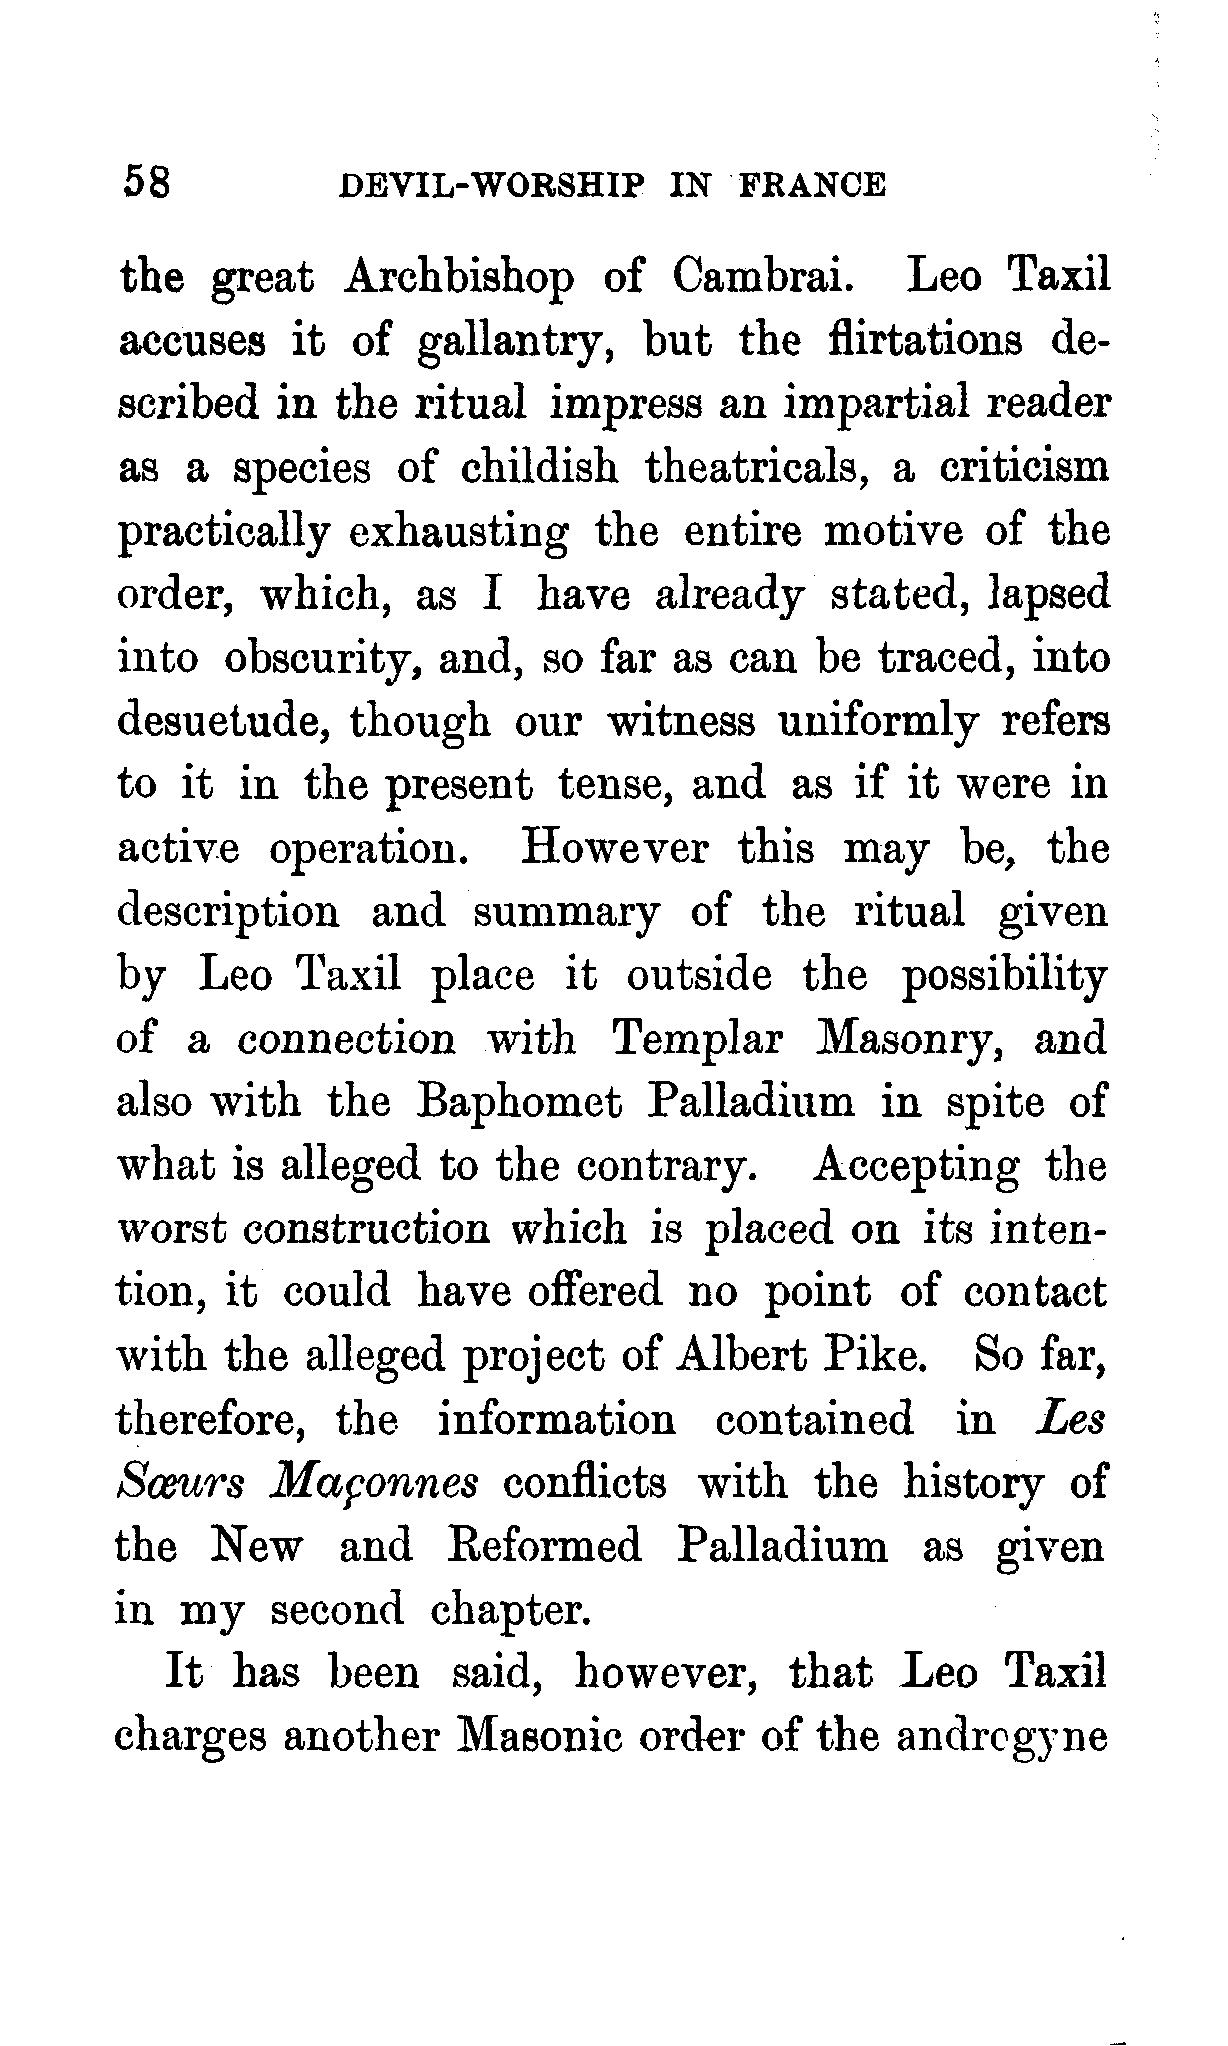 58 DEVIL-WORSHIP IN FRANCE
the great Archbishop of Cambrai. Leo Taxil
accuses it of gallantry, but the flirtations de-
scribed in the ritual impress an impartial reader
as a species of childish theatricals, a criticism
practically exhausting the entire motive of the
order, which, as I have already stated, lapsed
into obscurity, and, so far as can be traced, into
desuetude, though our witness uniformly refers
to it in the present tense, and as if it were in
active operation. However this may be, the
description and summary of the ritual given
by Leo Taxil place it outside the possibility
of a connection with Templar Masonry, and
also with the Baphomet Palladium in spite of
what is alleged to the contrary. Accepting the
worst construction which is placed on its inten-
tion, it could have offered no point of contact
with the alleged project of Albert Pike. So far,
therefore, the information contained in Les
Sœurs Maçonnes conflicts with the history of
the New and Reformed Palladium as given
in my second chapter.
It has been said, however, that Leo Taxil
charges another Masonic order of the androgyne